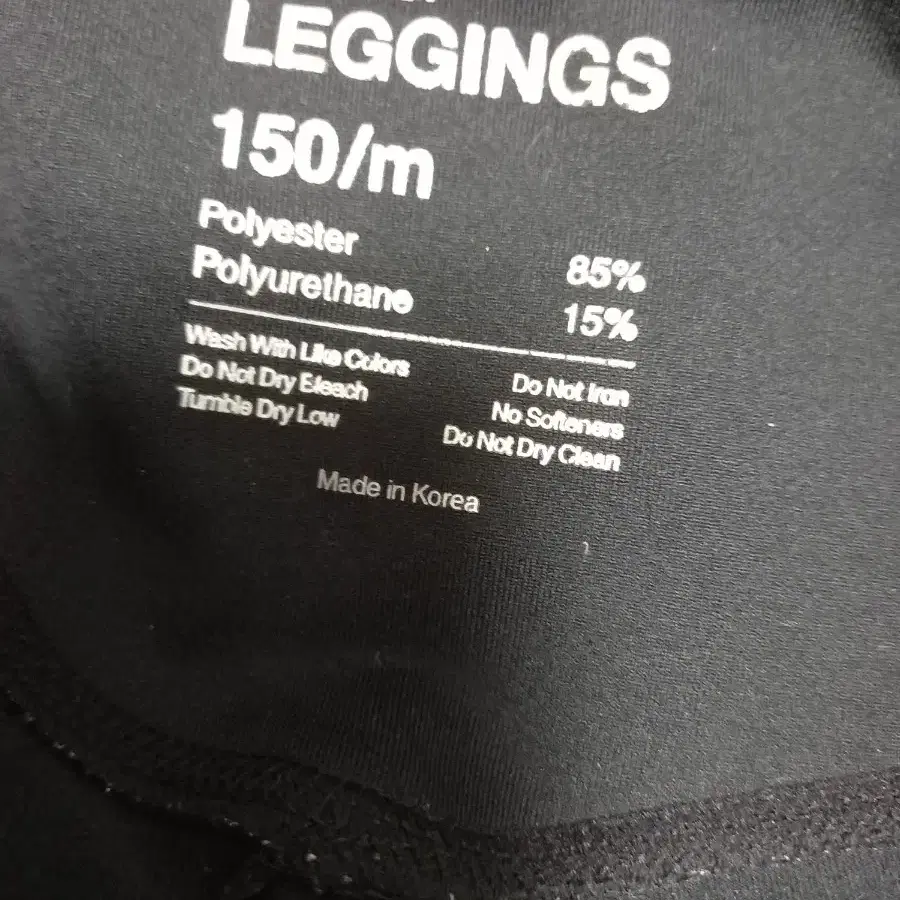 LEGGINGS
150/m
Polyester 85%
Polyurethane 15%
Wash With Like Colors Do Not Iron
Do Not Dry Bleach No Softeners
Tumble Dry Low Do Not Dry Clean
Made in Korea